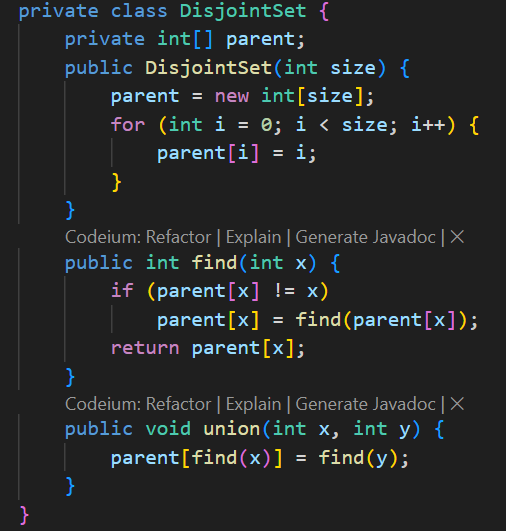 private class DisjointSet {
    private int[] parent;
    public DisjointSet(int size) {
        parent = new int[size];
        for (int i = 0; i < size; i++) {
            parent[i] = i;
        }
    }
    Codeium: Refactor | Explain | Generate Javadoc | ×
    public int find(int x) {
        if (parent[x] != x)
            parent[x] = find(parent[x]);
        return parent[x];
    }
    Codeium: Refactor | Explain | Generate Javadoc | ×
    public void union(int x, int y) {
        parent[find(x)] = find(y);
    }
}